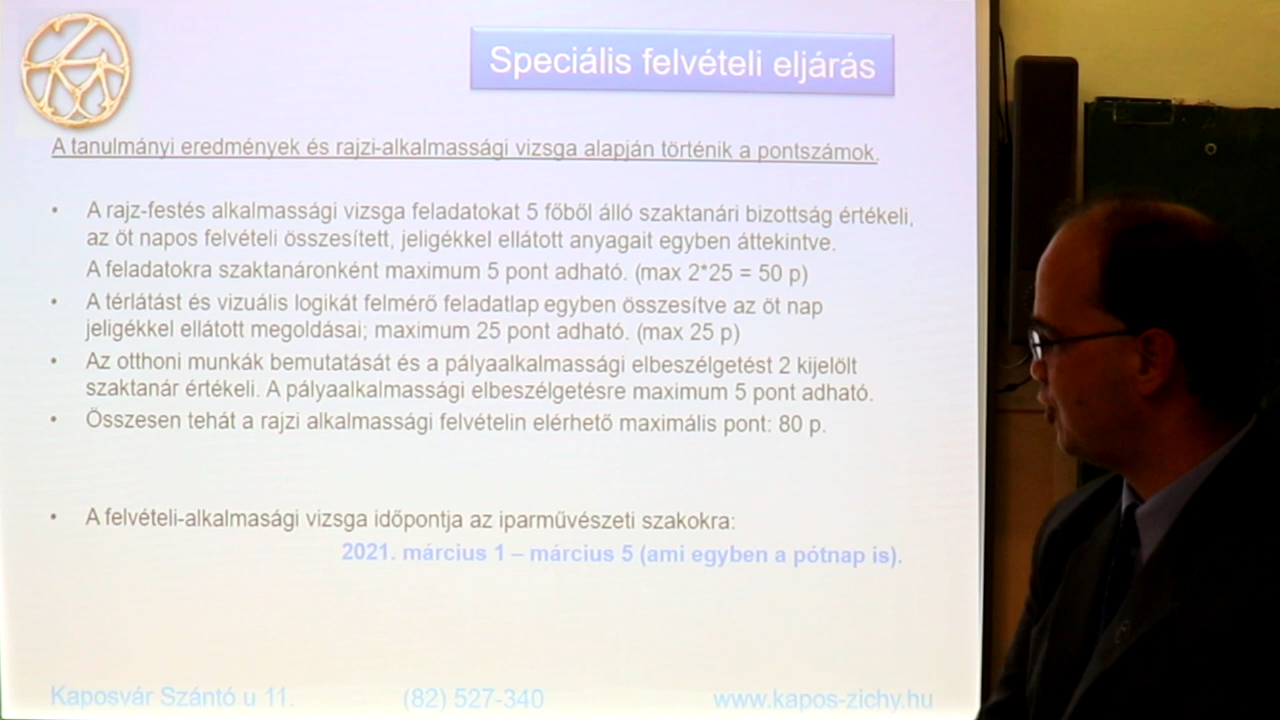 Speciális felvételi eljárás
A tanulmányi eredmények és rajzi-alkalmassági vizsga alapján történik a pontszámok.
• A rajz-festés alkalmassági vizsga feladatokat 5 főből álló szaktanári bizottság értékeli,
az öt napos felvételi összesített, jeligékkel ellátott anyagait egyben áttekintve.
A feladatokra szaktanáronként maximum 5 pont adható. (max 2*25 = 50 p)
• A térlátást és vizuális logikát felmérő feladatlap egyben összesítve az öt nap
jeligékkel ellátott megoldásai; maximum 25 pont adható. (max 25 p)
• Az otthoni munkák bemutatását és a pályaalkalmassági elbeszélgetést 2 kijelölt
szaktanár értékeli. A pályaalkalmassági elbeszélgetésre maximum 5 pont adható.
• Összesen tehát a rajzi alkalmassági felvételin elérhető maximális pont: 80 p.
• A felvételi-alkalmasági vizsga időpontja az iparművészeti szakokra:
2021. március 1 – március 5 (ami egyben a pótnap is).
Kaposvár Szántó u 11. (82) 527-340 www.kapos-zichy.hu